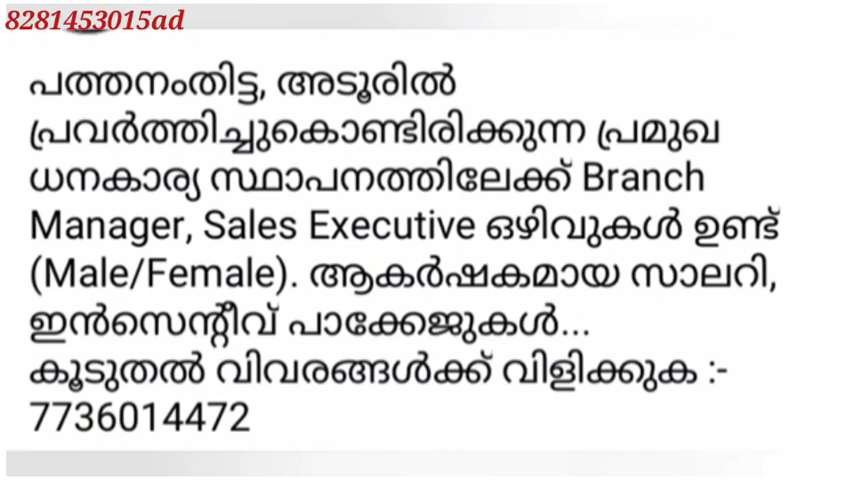 8281453015ad
പത്തനംതിട്ട, അടൂരിൽ
പ്രവർത്തിച്ചുകൊണ്ടിരിക്കുന്ന പ്രമുഖ
ധനകാര്യ സ്ഥാപനത്തിലേക്ക് Branch
Manager, Sales Executive ഒഴിവുകൾ ഉണ്ട്
(Male/Female). ആകർഷകമായ സാലറി,
ഇൻസെന്റീവ് പാക്കേജുകൾ...
കൂടുതൽ വിവരങ്ങൾക്ക് വിളിക്കുക :-
7736014472